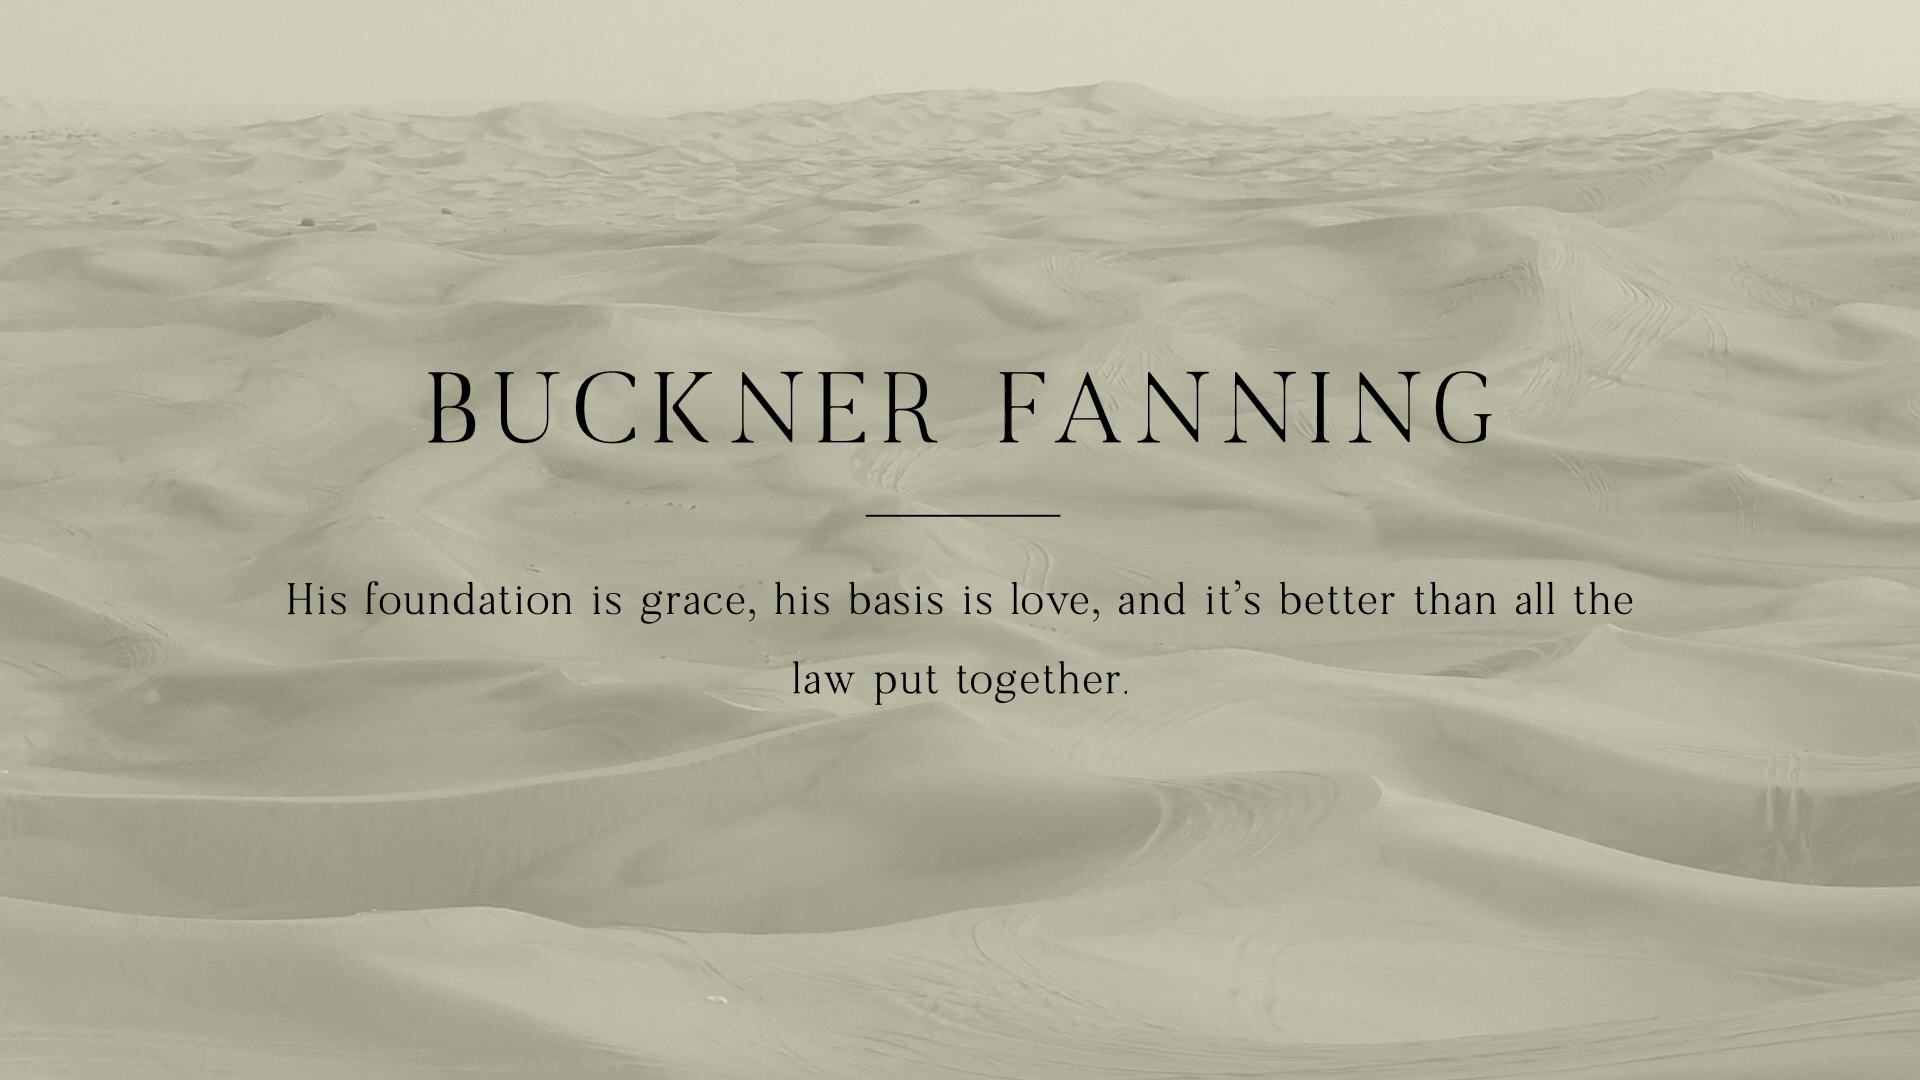 BUCKNER FANNING
His foundation is grace, his basis is love, and it’s better than all the
law put together.